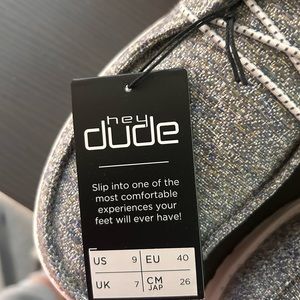 hey
dude
Slip into one of the
most comfortable
experiences your
feet will ever have!
US 9 EU 40
UK 7 CM JAP 26